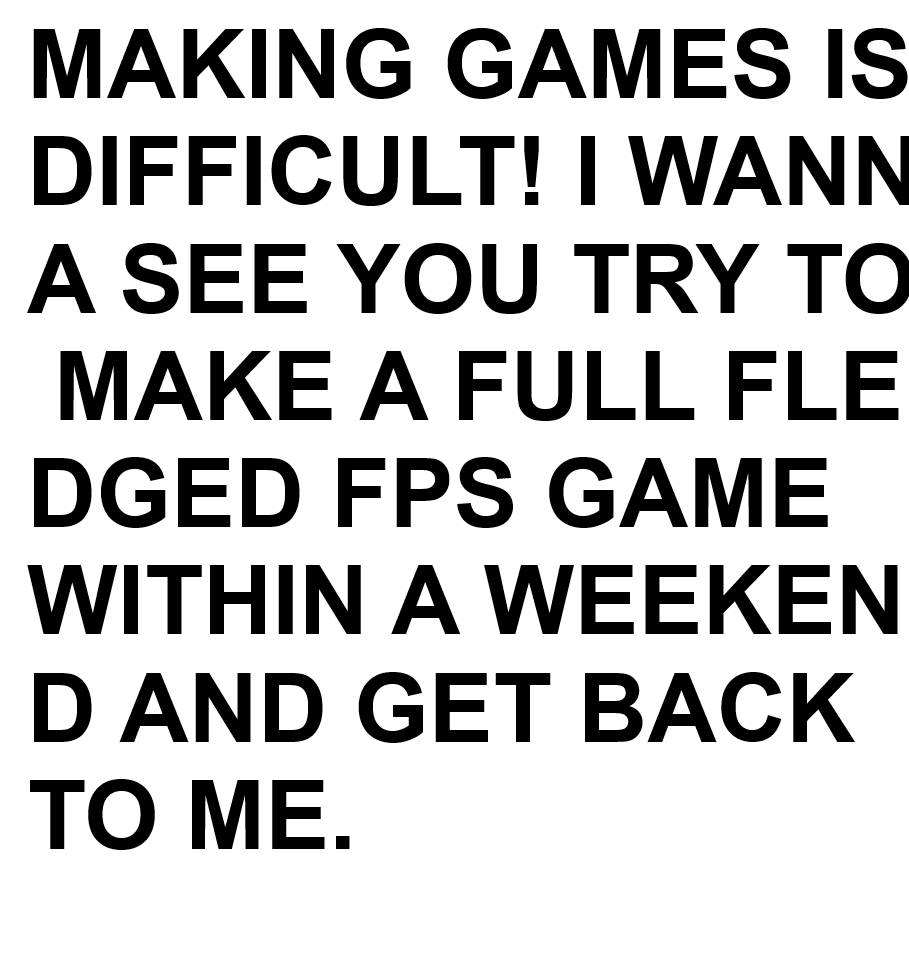 MAKING GAMES IS
DIFFICULT! I WANN
A SEE YOU TRY TO
MAKE A FULL FLE
DGED FPS GAME
WITHIN A WEEKEN
D AND GET BACK
TO ME.